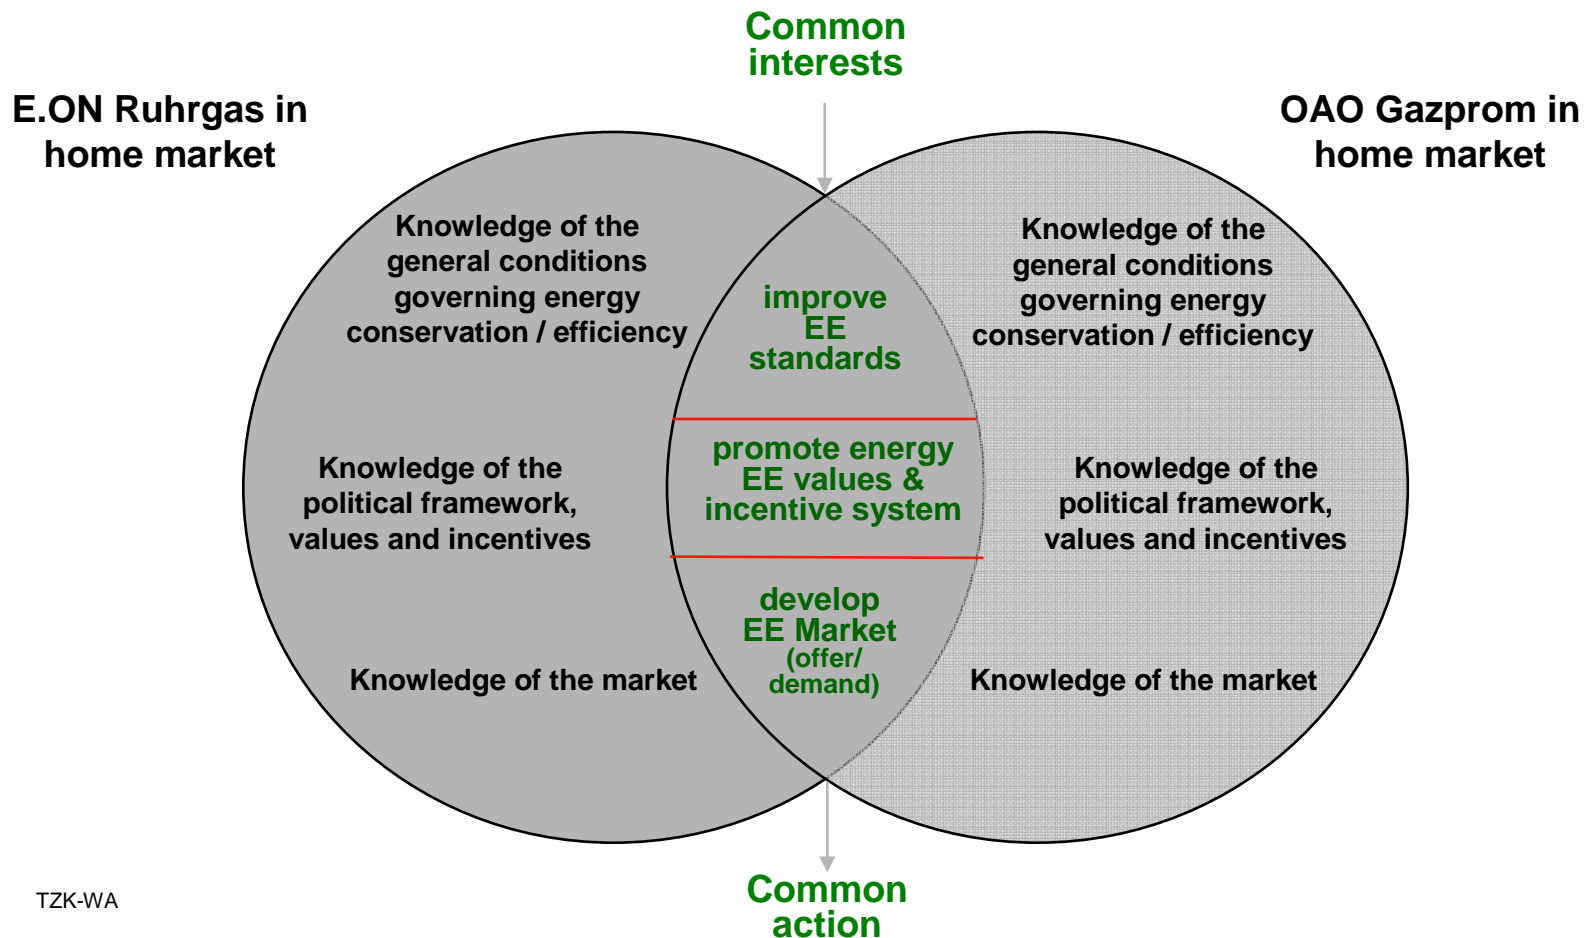 Common
interests
E.ON Ruhrgas in
home market
OAO Gazprom in
home market
Knowledge of the
general conditions
governing energy
conservation / efficiency
improve
EE
standards
Knowledge of the
general conditions
governing energy
conservation / efficiency
Knowledge of the
political framework,
values and incentives
promote energy
EE values &
incentive system
Knowledge of the
political framework,
values and incentives
Knowledge of the market
develop
EE Market
(offer/
demand)
Knowledge of the market
Common
action
TZK-WA